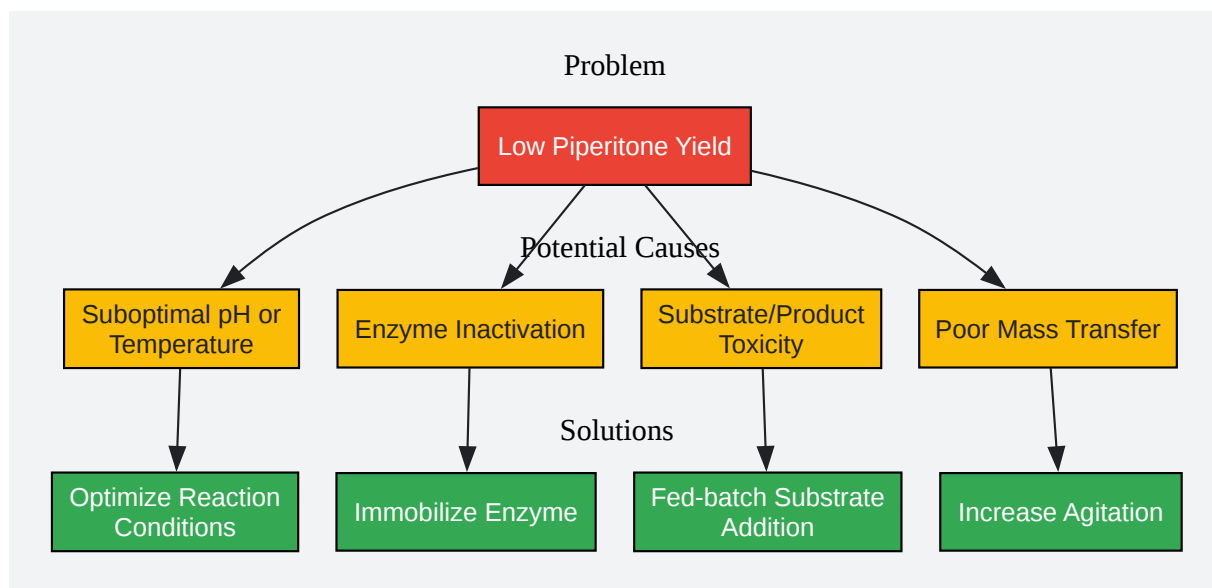 Problem
Low Piperitone Yield
Potential Causes
Suboptimal pH or
Temperature
Enzyme Inactivation
Substrate/Product
Toxicity
Poor Mass Transfer
Solutions
Optimize Reaction
Conditions
Immobilize Enzyme
Fed-batch Substrate
Addition
Increase Agitation